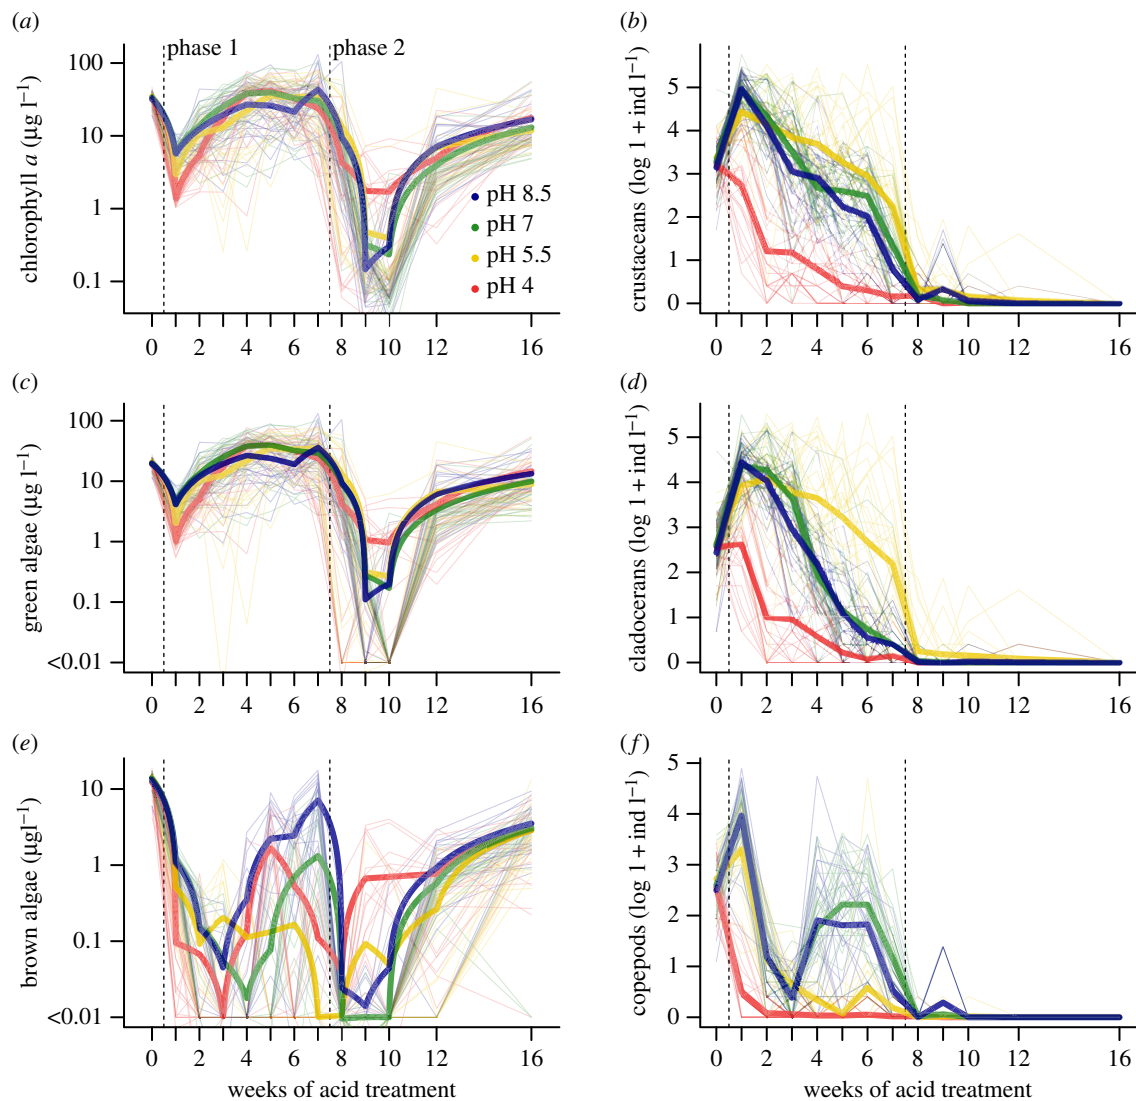 (a)
phase 1
phase 2
100
10
1
0.1
chlorophyll a (µg l⁻¹)
pH 8.5
pH 7
pH 5.5
pH 4
0 2 4 6 8 10 12 16
(b)
5
4
3
2
1
0
crustaceans (log 1 + ind l⁻¹)
0 2 4 6 8 10 12 16
(c)
100
10
1
0.1
<0.01
green algae (µg l⁻¹)
0 2 4 6 8 10 12 16
(d)
5
4
3
2
1
0
cladocerans (log 1 + ind l⁻¹)
0 2 4 6 8 10 12 16
(e)
10
1
0.1
<0.01
brown algae (µgl⁻¹)
0 2 4 6 8 10 12 16
weeks of acid treatment
(f)
5
4
3
2
1
0
copepods (log 1 + ind l⁻¹)
0 2 4 6 8 10 12 16
weeks of acid treatment